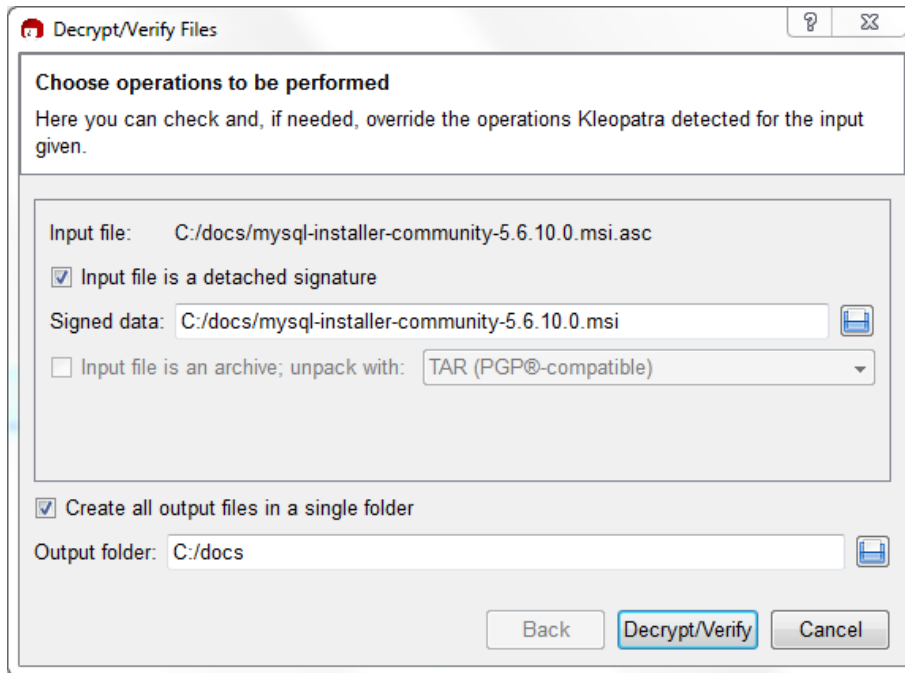 Decrypt/Verify Files
Choose operations to be performed
Here you can check and, if needed, override the operations Kleopatra detected for the input
given.
Input file: C:/docs/mysql-installer-community-5.6.10.0.msi.asc
Input file is a detached signature
Signed data: C:/docs/mysql-installer-community-5.6.10.0.msi
Input file is an archive; unpack with: TAR (PGP®-compatible)
Create all output files in a single folder
Output folder: C:/docs
Back Decrypt/Verify Cancel